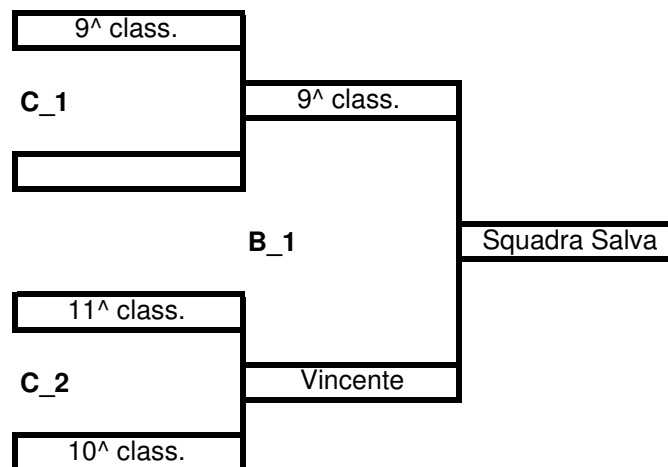 9^ class.
C_1
9^ class.
B_1
Squadra Salva
11^ class.
C_2
Vincente
10^ class.